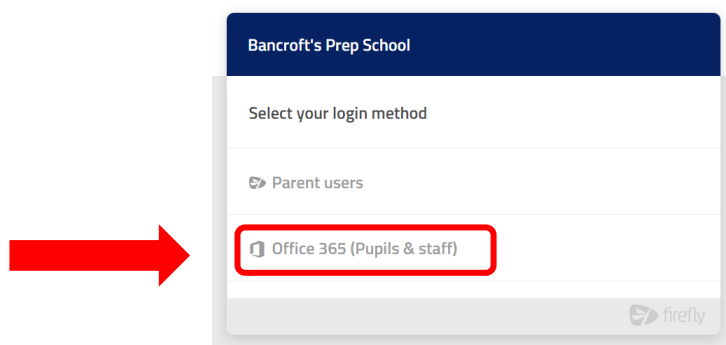 Bancroft's Prep School
Select your login method
Parent users
Office 365 (Pupils & staff)
firefly